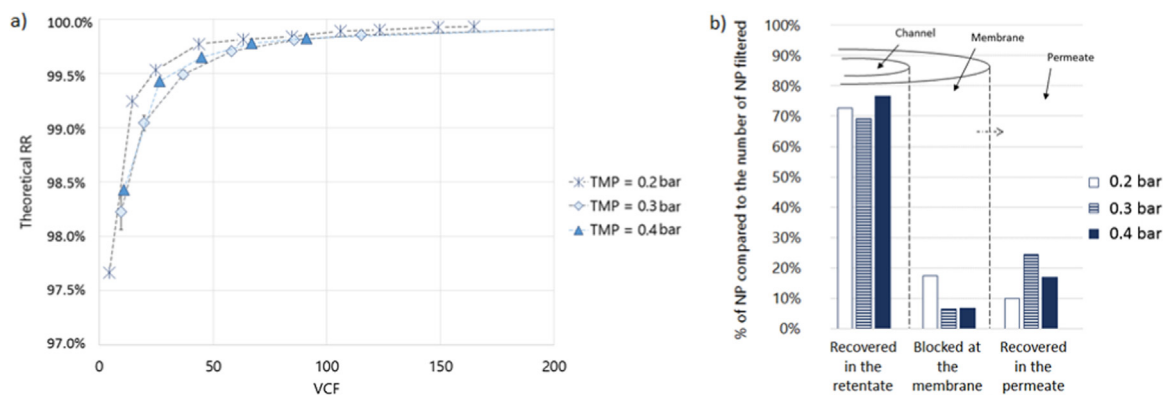 a)
100.0%
99.5%
99.0%
98.5%
98.0%
97.5%
97.0%
Theoretical RR
0
50
100
150
200
VCF
TMP = 0.2 bar
TMP = 0.3 bar
TMP = 0.4 bar
b)
100%
90%
80%
70%
60%
50%
40%
30%
20%
10%
0%
% of NP compared to the number of NP filtered
Channel
Membrane
Permeate
Recovered
in the
retentate
Blocked at
the
membrane
Recovered
in the
permeate
0.2 bar
0.3 bar
0.4 bar